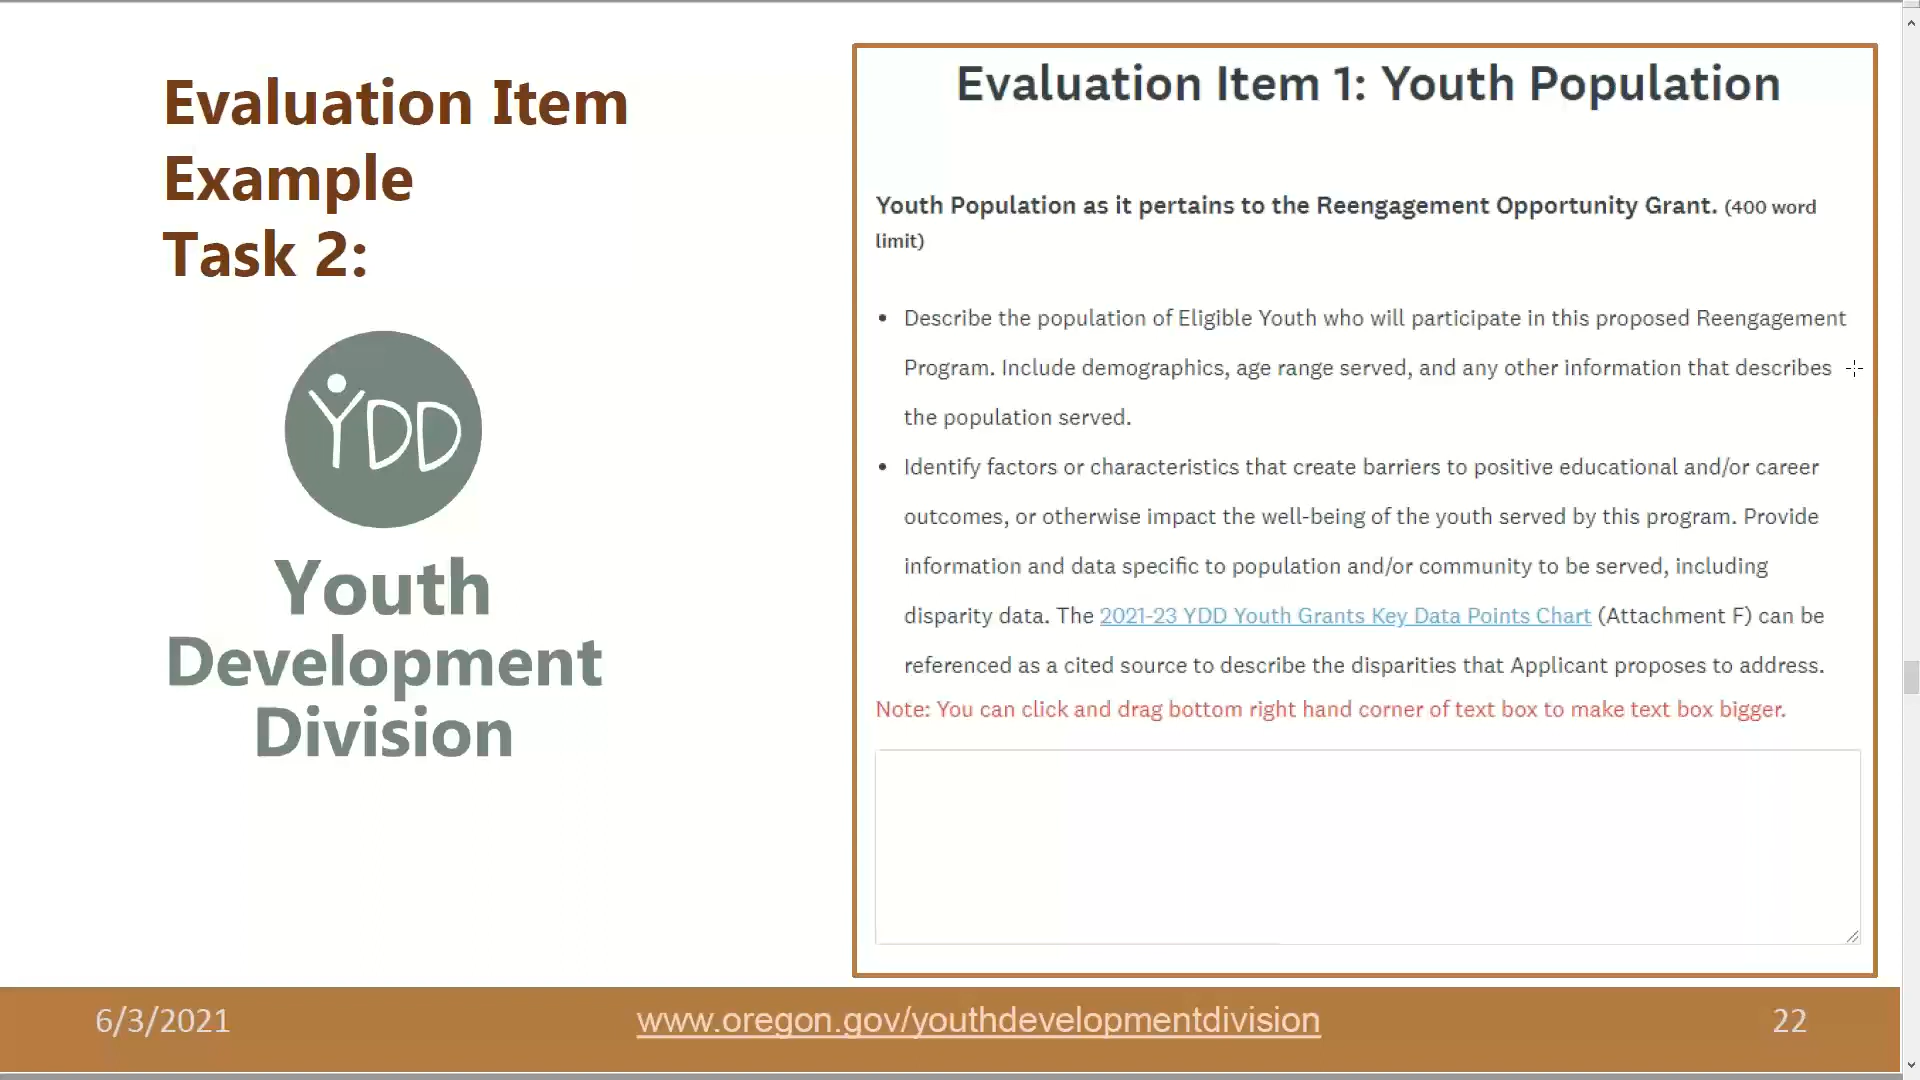 Evaluation Item
Example
Task 2:
YDD
Youth
Development
Division
Evaluation Item 1: Youth Population
Youth Population as it pertains to the Reengagement Opportunity Grant. (400 word
limit)
• Describe the population of Eligible Youth who will participate in this proposed Reengagement
Program. Include demographics, age range served, and any other information that describes
the population served.
• Identify factors or characteristics that create barriers to positive educational and/or career
outcomes, or otherwise impact the well-being of the youth served by this program. Provide
information and data specific to population and/or community to be served, including
disparity data. The 2021-23 YDD Youth Grants Key Data Points Chart (Attachment F) can be
referenced as a cited source to describe the disparities that Applicant proposes to address.
Note: You can click and drag bottom right hand corner of text box to make text box bigger.
6/3/2021
www.oregon.gov/youthdevelopmentdivision
22